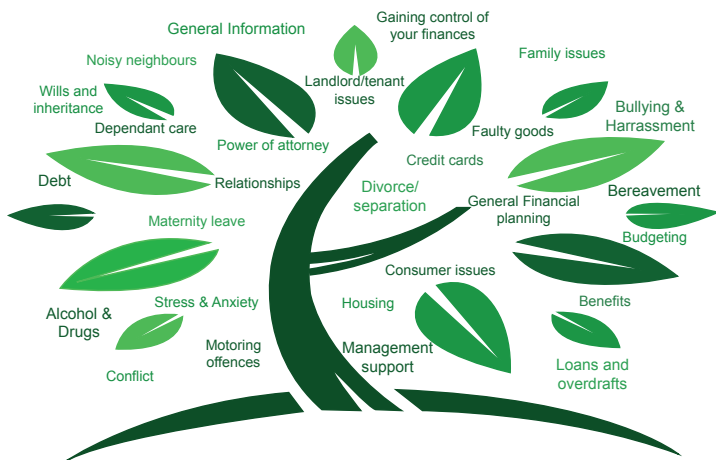 Gaining control of
your finances
General Information
Family issues
Noisy neighbours
Landlord/tenant
issues
Wills and
inheritance
Bullying &
Harrassment
Dependant care
Faulty goods
Power of attorney
Credit cards
Debt
Relationships
Divorce/
separation
General Financial
planning
Bereavement
Maternity leave
Budgeting
Consumer issues
Stress & Anxiety
Housing
Benefits
Alcohol &
Drugs
Motoring
offences
Management
support
Loans and
overdrafts
Conflict